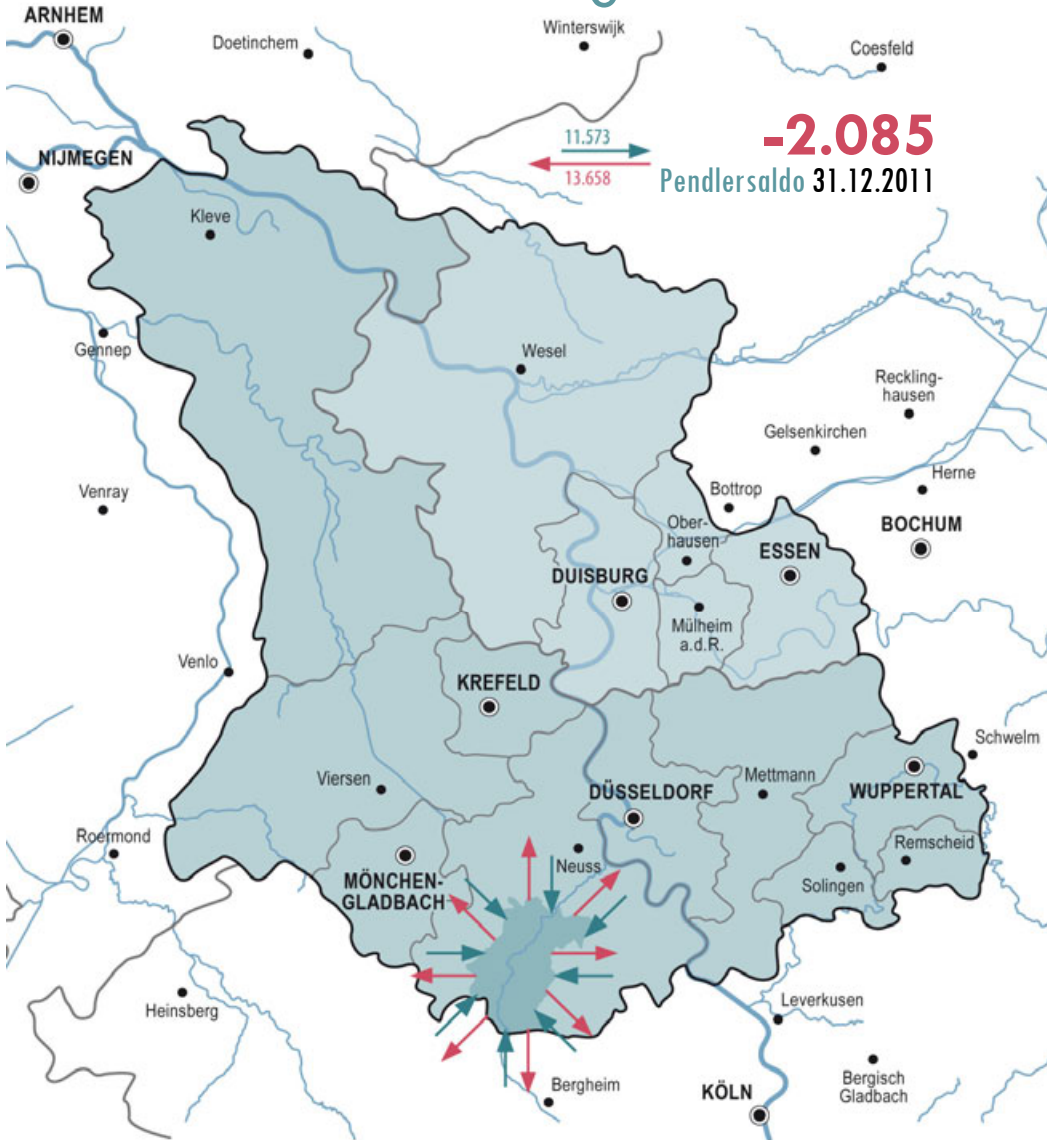 ARNHEM
Winterswijk
Doetinchem
Coesfeld
-2.085
11.573
13.658
Pendlersaldo 31.12.2011
NIJMEGEN
Kleve
Gennep
Wesel
Reckling-
hausen
Gelsenkirchen
Herne
Venray
Bottrop
BOCHUM
Ober-
hausen
ESSEN
DUISBURG
Mülheim
a.d.R.
Venlo
KREFELD
Schwelm
Viersen
Mettmann
DÜSSELDORF
WUPPERTAL
Roermond
Neuss
Remscheid
MÖNCHEN-
GLADBACH
Solingen
Heinsberg
Leverkusen
Bergheim
KÖLN
Bergisch
Gladbach